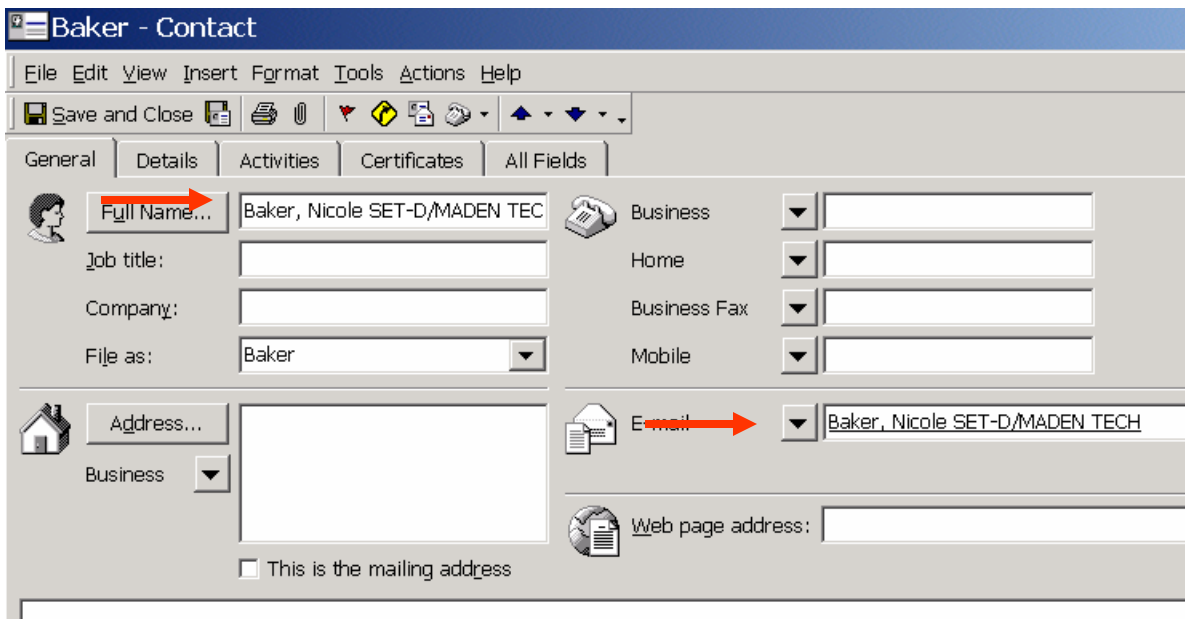 Baker - Contact
File Edit View Insert Format Tools Actions Help
Save and Close
General Details Activities Certificates All Fields
Full Name... Baker, Nicole SET-D/MADEN TEC Business
Job title: Home
Company: Business Fax
File as: Baker Mobile
Address... E-mail Baker, Nicole SET-D/MADEN TECH
Business
Web page address:
This is the mailing address